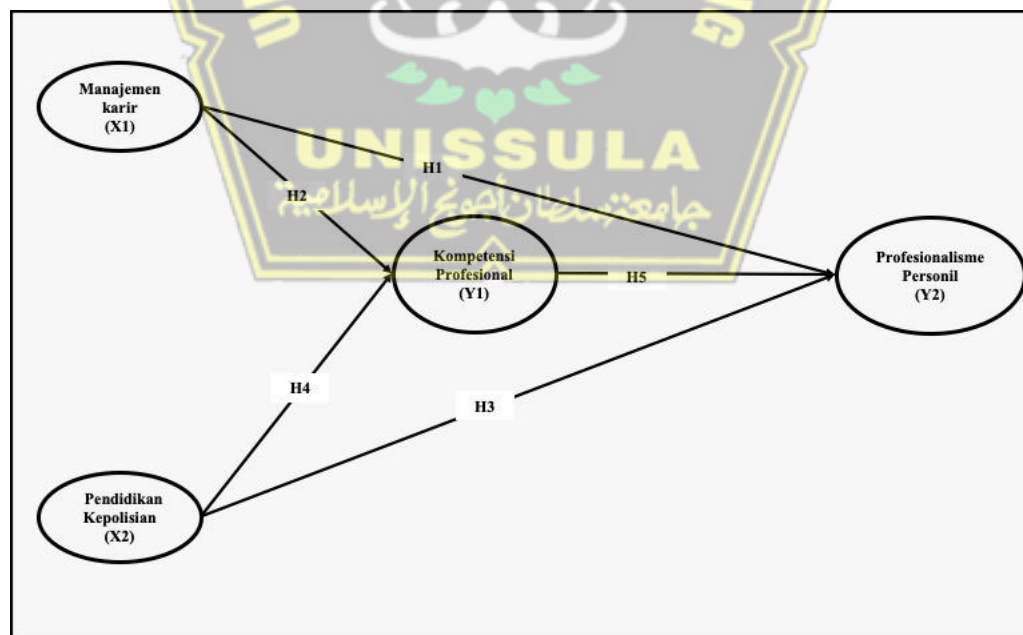 Manajemen
karir
(X1)
UNISSULA
H1
H2
جامعة سلطان أجونج الإسلامية
Kompetensi
Profesional
(Y1)
Profesionalisme
Personil
(Y2)
H5
H4
H3
Pendidikan
Kepolisian
(X2)